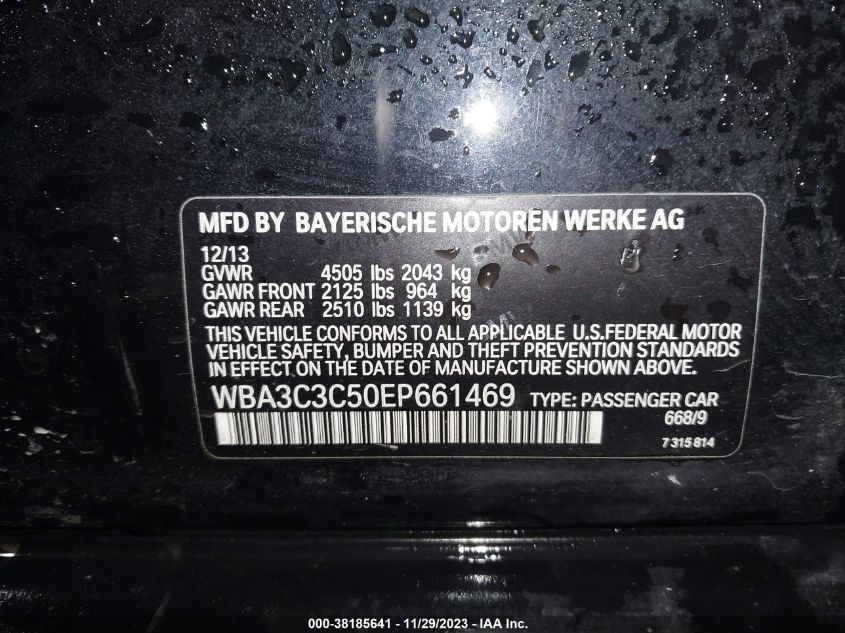 MFD BY BAYERISCHE MOTOREN WERKE AG
12/13
GVWR 4505 lbs 2043 kg
GAWR FRONT 2125 lbs 964 kg
GAWR REAR 2510 lbs 1139 kg
THIS VEHICLE CONFORMS TO ALL APPLICABLE U.S.FEDERAL MOTOR
VEHICLE SAFETY, BUMPER AND THEFT PREVENTION STANDARDS
IN EFFECT ON THE DATE OF MANUFACTURE SHOWN ABOVE.
WBA3C3C50EP661469 TYPE: PASSENGER CAR
668/9
7 315 814
000-38185641 - 11/29/2023 - IAA Inc.